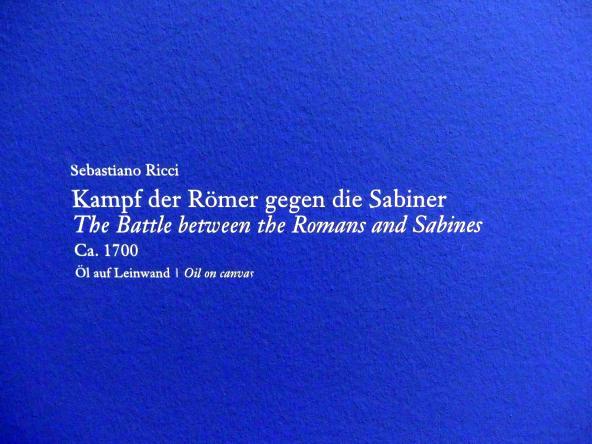 Sebastiano Ricci
Kampf der Römer gegen die Sabiner
The Battle between the Romans and Sabines
Ca. 1700
Öl auf Leinwand | Oil on canvas